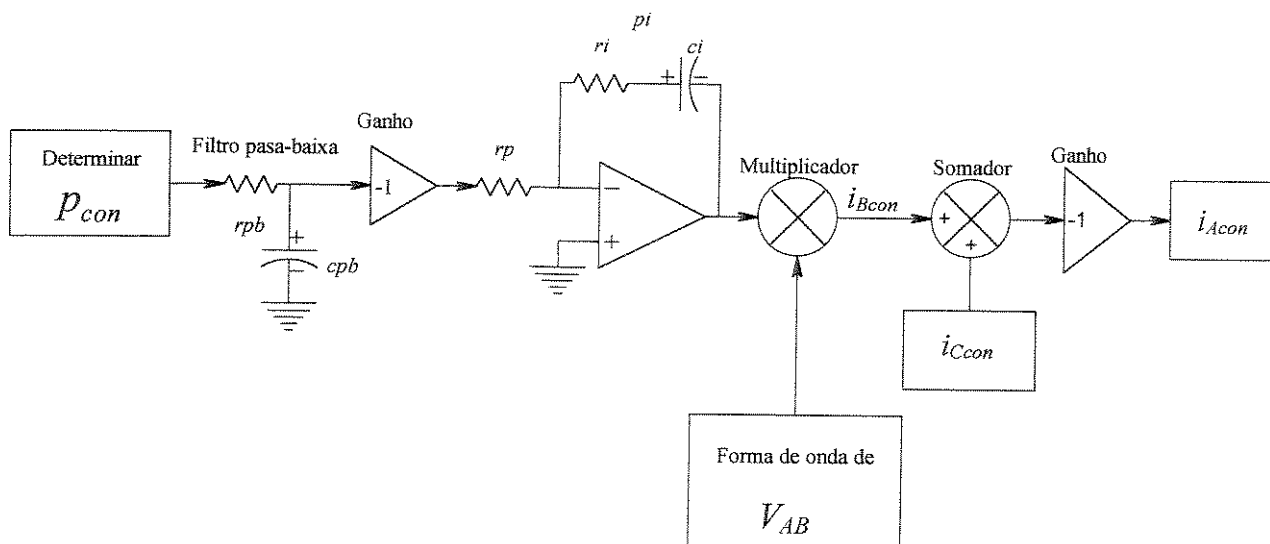 pi
ri
ci
+
−
Ganho
Filtro pasa-baixa
rp
Determinar
p_con
-1
rpb
+
−
cpb
−
+
Multiplicador
i_Bcon
Somador
+
+
Ganho
-1
i_Acon
i_Ccon
Forma de onda de
V_AB